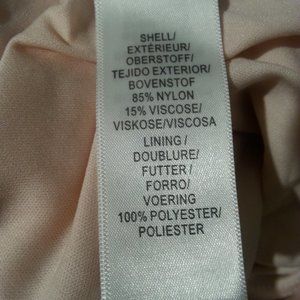 SHELL/
EXTÉRIEUR/
OBERSTOFF/
TEJIDO EXTERIOR/
BOVENSTOF
85% NYLON
15% VISCOSE/
VISKOSE/VISCOSA
LINING/
DOUBLURE/
FUTTER/
FORRO/
VOERING
100% POLYESTER/
POLIESTER